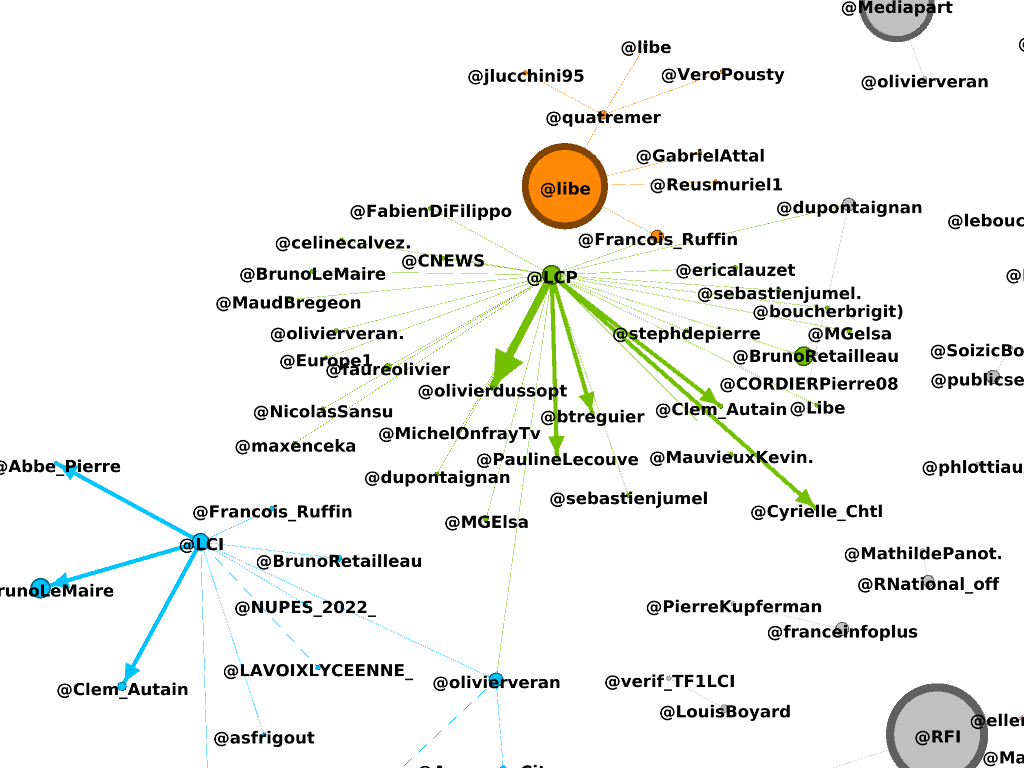 @Mediapart
@libe
@jlucchini95
@VeroPousty
@olivierveran
@quatremer
@GabrielAttal
@Reusmuriel1
@libe
@dupontaignan
@FabienDiFilippo
@lebouc
@celinecalvez.
@Francois_Ruffin
@CNEWS
@BrunoLeMaire
@LCP
@ericalauzet
@sebastienjumel.
@MaudBregeon
@boucherbrigit)
@olivierveran.
@stephdepierre
@MGelsa
@SoizicBo
@Europe1
@faureolivier
@BrunoRetailleau
@publicse
@CORDIERPierre08
@olivierdussopt
@NicolasSansu
@btreguier
@Clem_Autain
@Libe
@MichelOnfrayTv
@maxenceka
@PaulineLecouve
@MauvieuxKevin.
@Abbe_Pierre
@phlottiau
@dupontaignan
@sebastienjumel
@Francois_Ruffin
@Cyrielle_Chtl
@MGElsa
@LCI
@MathildePanot.
@BrunoRetailleau
@RNational_off
runoLeMaire
@NUPES_2022_
@PierreKupferman
@franceinfoplus
@LAVOIXLYCEENNE_
@olivierveran
@verif_TF1LCI
@Clem_Autain
@LouisBoyard
@eller
@asfrigout
@RFI
@Ma